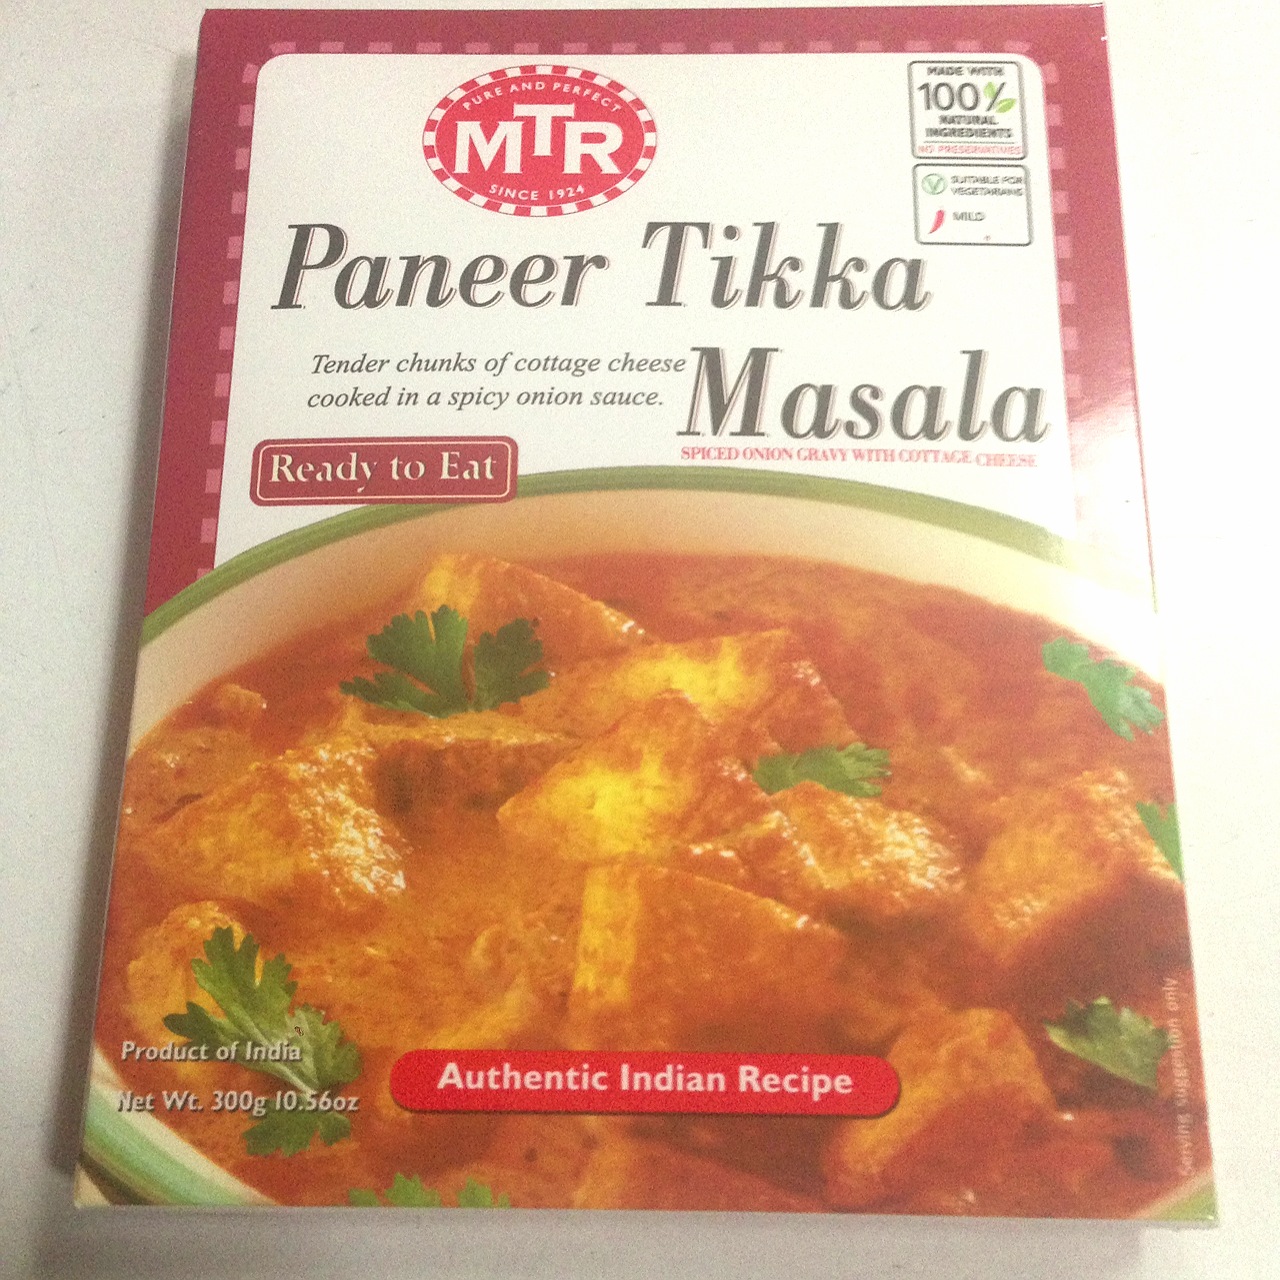 PURE AND PERFECT
MTR
SINCE 1924
MADE WITH
100%
NATURAL
INGREDIENTS
NO PRESERVATIVES
SUITABLE FOR
VEGETARIANS
MILD
Paneer Tikka
Masala
Tender chunks of cottage cheese
cooked in a spicy onion sauce.
SPICED ONION GRAVY WITH COTTAGE CHEESE
Ready to Eat
Product of India
Net Wt. 300g 10.56oz
Authentic Indian Recipe
Serving suggestion only